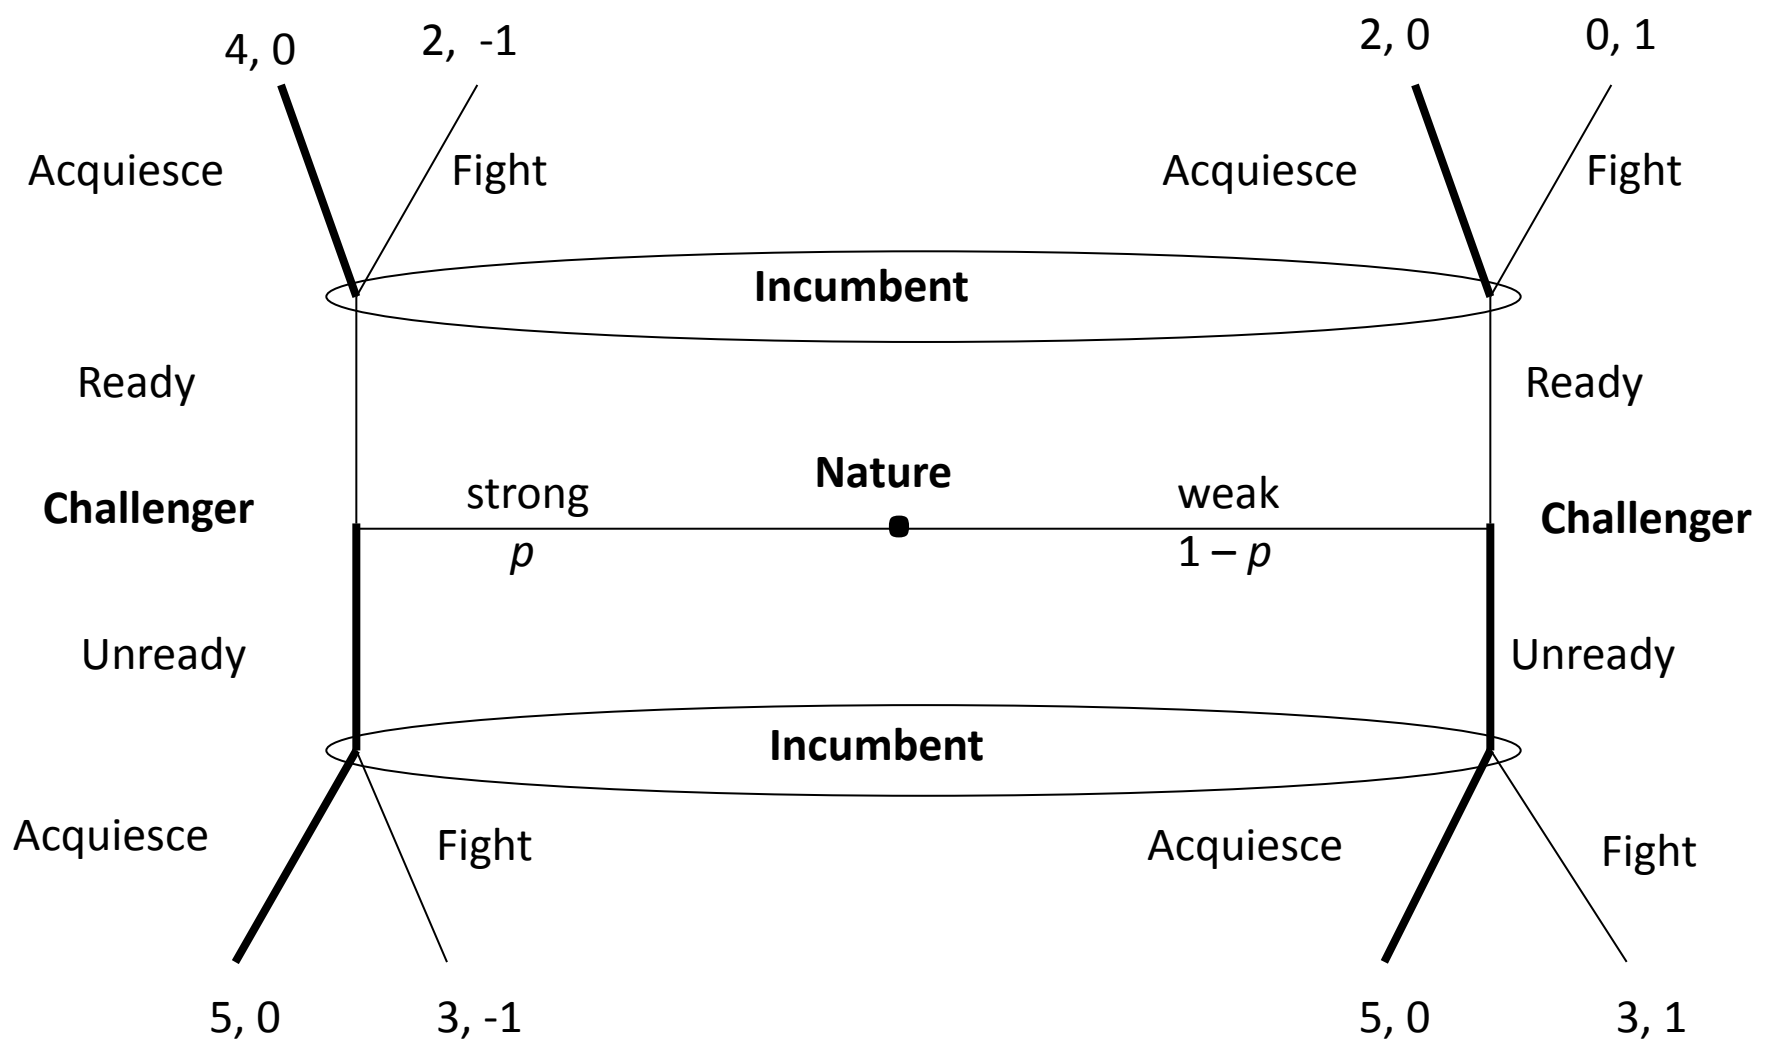 4, 0
2, -1
2, 0
0, 1
Acquiesce
Fight
Acquiesce
Fight
Incumbent
Ready
Ready
Nature
strong
weak
Challenger
Challenger
p
1 – p
Unready
Unready
Incumbent
Acquiesce
Fight
Acquiesce
Fight
5, 0
3, -1
5, 0
3, 1